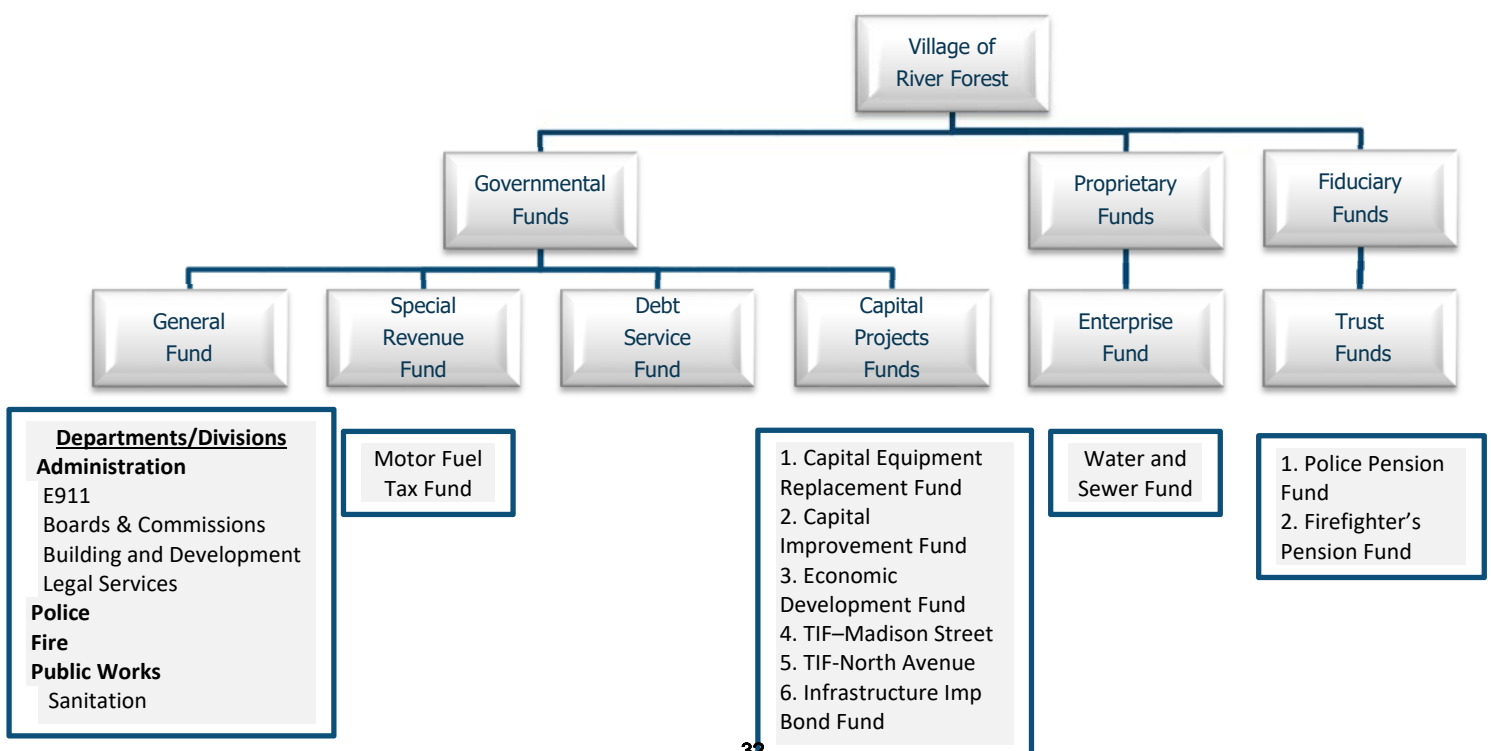 Village of
River Forest
Governmental
Funds
Proprietary
Funds
Fiduciary
Funds
General
Fund
Special
Revenue
Fund
Debt
Service
Fund
Capital
Projects
Funds
Enterprise
Fund
Trust
Funds
Departments/Divisions
Administration
E911
Boards & Commissions
Building and Development
Legal Services
Police
Fire
Public Works
Sanitation
Motor Fuel
Tax Fund
1. Capital Equipment
Replacement Fund
2. Capital
Improvement Fund
3. Economic
Development Fund
4. TIF–Madison Street
5. TIF-North Avenue
6. Infrastructure Imp
Bond Fund
Water and
Sewer Fund
1. Police Pension
Fund
2. Firefighter’s
Pension Fund
32